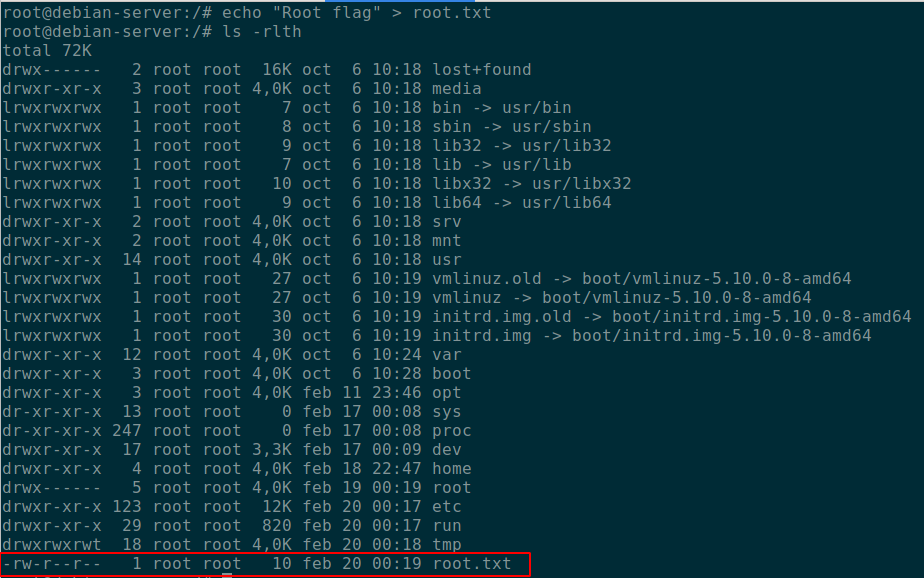 root@debian-server:/# echo "Root flag" > root.txt
root@debian-server:/# ls -rlth
total 72K
drwx------   2 root root  16K oct  6 10:18 lost+found
drwxr-xr-x   3 root root 4,0K oct  6 10:18 media
lrwxrwxrwx   1 root root    7 oct  6 10:18 bin -> usr/bin
lrwxrwxrwx   1 root root    8 oct  6 10:18 sbin -> usr/sbin
lrwxrwxrwx   1 root root    9 oct  6 10:18 lib32 -> usr/lib32
lrwxrwxrwx   1 root root    7 oct  6 10:18 lib -> usr/lib
lrwxrwxrwx   1 root root   10 oct  6 10:18 libx32 -> usr/libx32
lrwxrwxrwx   1 root root    9 oct  6 10:18 lib64 -> usr/lib64
drwxr-xr-x   2 root root 4,0K oct  6 10:18 srv
drwxr-xr-x   2 root root 4,0K oct  6 10:18 mnt
drwxr-xr-x  14 root root 4,0K oct  6 10:18 usr
lrwxrwxrwx   1 root root   27 oct  6 10:19 vmlinuz.old -> boot/vmlinuz-5.10.0-8-amd64
lrwxrwxrwx   1 root root   27 oct  6 10:19 vmlinuz -> boot/vmlinuz-5.10.0-8-amd64
lrwxrwxrwx   1 root root   30 oct  6 10:19 initrd.img.old -> boot/initrd.img-5.10.0-8-amd64
lrwxrwxrwx   1 root root   30 oct  6 10:19 initrd.img -> boot/initrd.img-5.10.0-8-amd64
drwxr-xr-x  12 root root 4,0K oct  6 10:24 var
drwxr-xr-x   3 root root 4,0K oct  6 10:28 boot
drwxr-xr-x   3 root root 4,0K feb 11 23:46 opt
dr-xr-xr-x  13 root root    0 feb 17 00:08 sys
dr-xr-xr-x 247 root root    0 feb 17 00:08 proc
drwxr-xr-x  17 root root 3,3K feb 17 00:09 dev
drwxr-xr-x   4 root root 4,0K feb 18 22:47 home
drwx------   5 root root 4,0K feb 19 00:19 root
drwxr-xr-x 123 root root  12K feb 20 00:17 etc
drwxr-xr-x  29 root root  820 feb 20 00:17 run
drwxrwxrwt  18 root root 4,0K feb 20 00:18 tmp
-rw-r--r--   1 root root   10 feb 20 00:19 root.txt